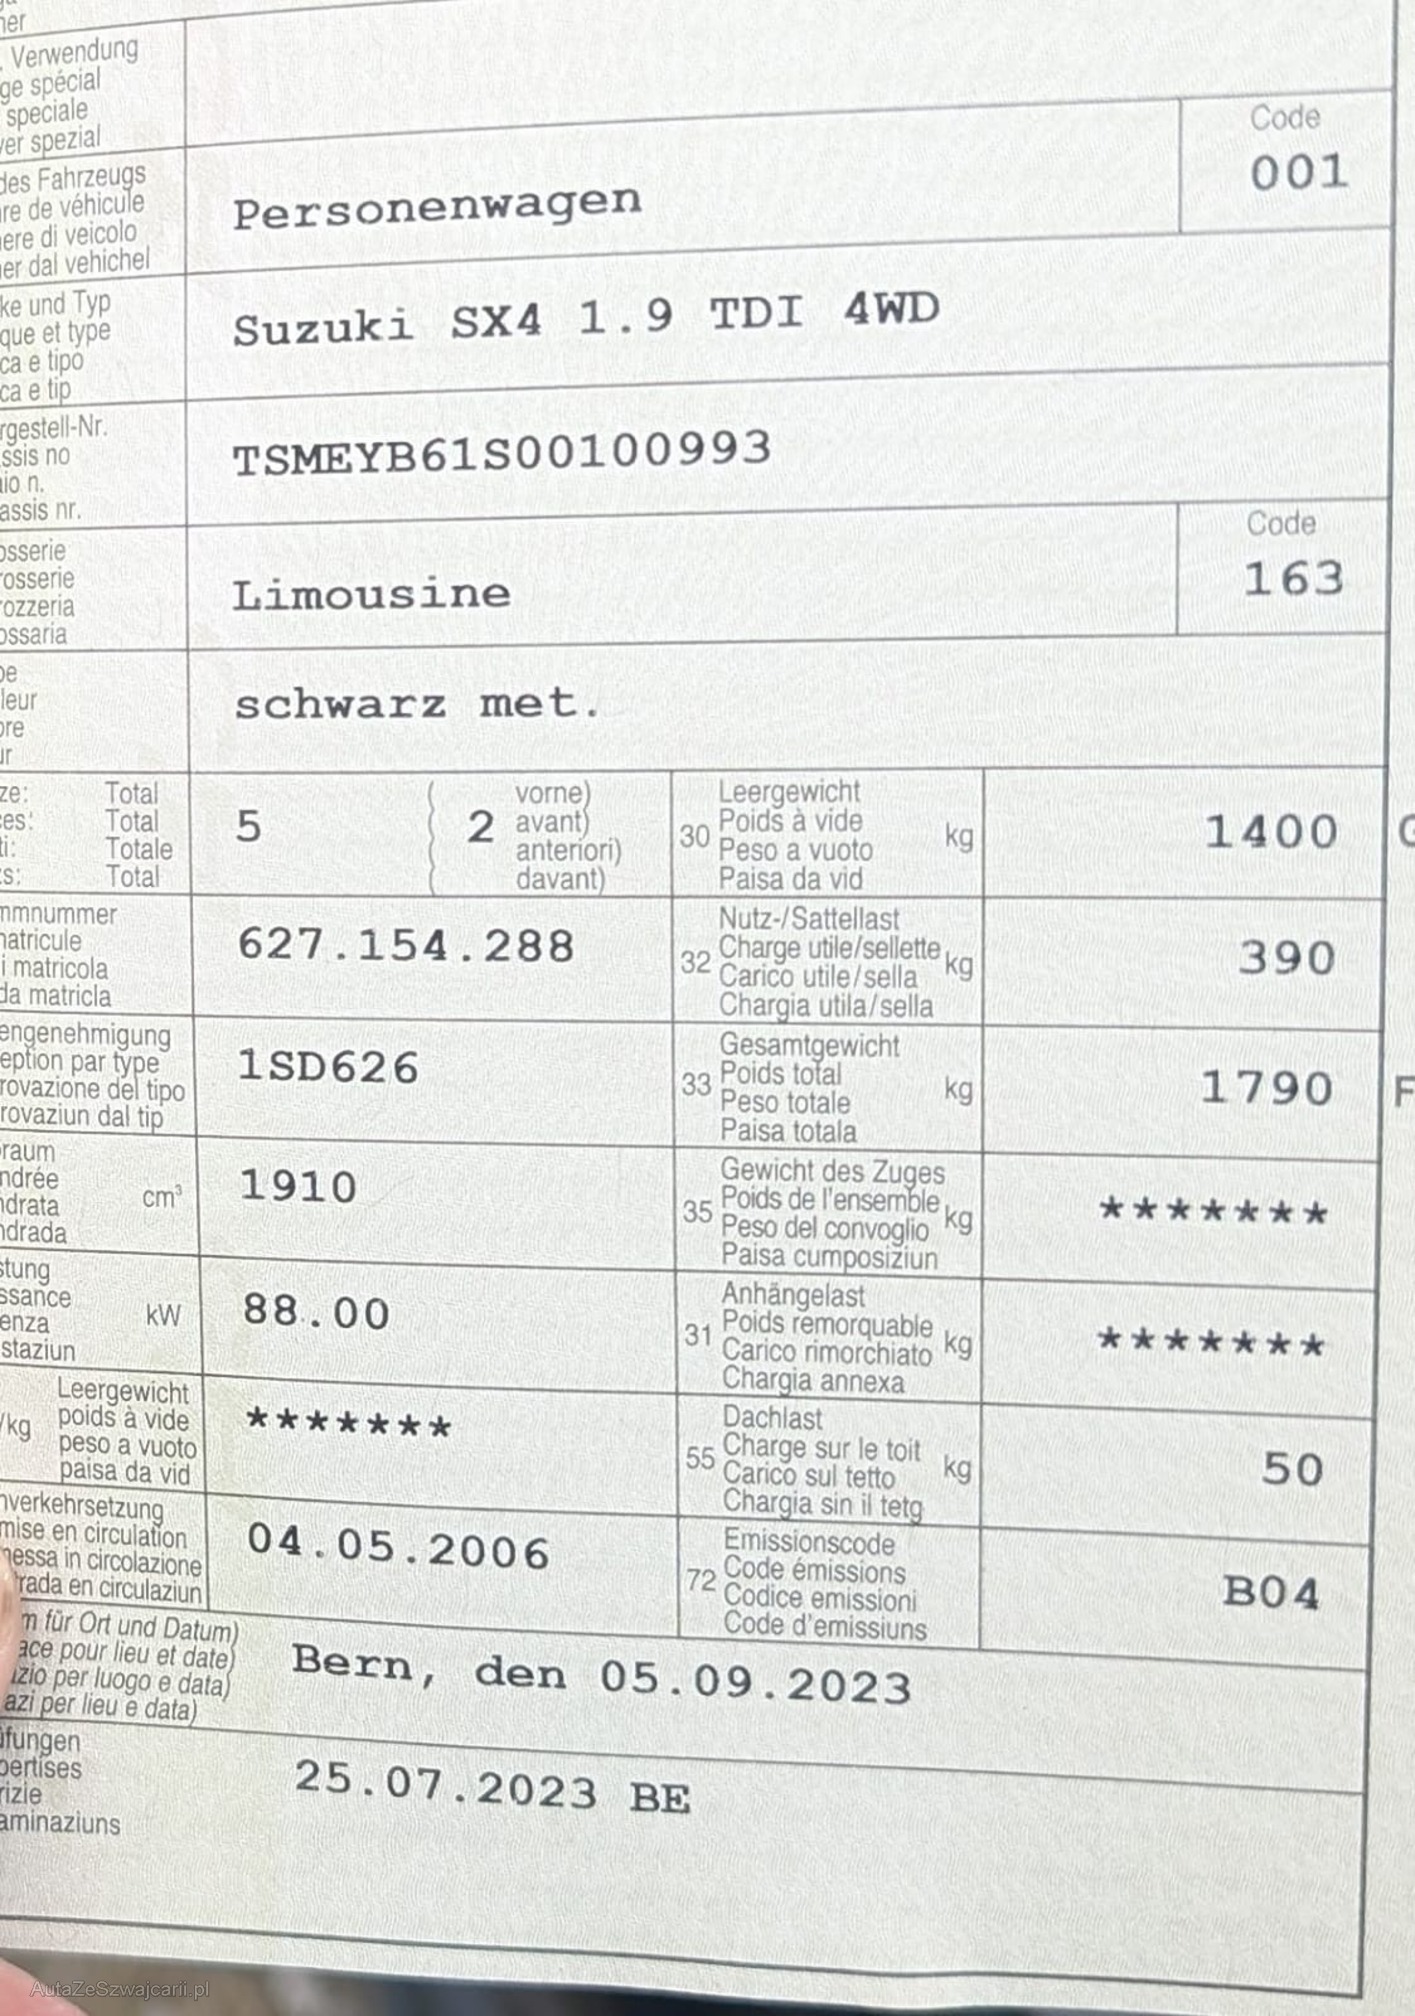 her
Verwendung
ge spécial
speciale
ver spezial
Code
001
des Fahrzeugs
re de véhicule
ere di veicolo
er dal vehichel
Personenwagen
ke und Typ
que et type
ca e tipo
ca e tip
Suzuki SX4 1.9 TDI 4WD
rgestell-Nr.
ssis no
io n.
assis nr.
TSMEYB61S00100993
osserie
rosserie
ozzeria
ossaria
Limousine
Code
163
be
leur
ore
ur
schwarz met.
ze: Total
es: Total
ti: Totale
s: Total
5 ( 2 vorne)
avant)
anteriori)
davant)
30 Leergewicht
Poids à vide
Peso a vuoto
Paisa da vid
kg
1400
G
mmnummer
matricule
i matricola
da matricla
627.154.288
32 Nutz-/Sattellast
Charge utile/sellette
Carico utile/sella
Chargia utila/sella
kg
390
engenehmigung
eption par type
rovazione del tipo
rovaziun dal tip
1SD626
33 Gesamtgewicht
Poids total
Peso totale
Paisa totala
kg
1790
F
raum
ndrée
ndrata
ndrada
cm³
1910
35 Gewicht des Zuges
Poids de l'ensemble
Peso del convoglio
Paisa cumposiziun
kg
*******
stung
ssance
enza
staziun
kW
88.00
31 Anhängelast
Poids remorquable
Carico rimorchiato
Chargia annexa
kg
*******
/kg
Leergewicht
poids à vide
peso a vuoto
paisa da vid
*******
55 Dachlast
Charge sur le toit
Carico sul tetto
Chargia sin il tetg
kg
50
nverkehrsetzung
mise en circulation
messa in circolazione
trada en circulaziun
04.05.2006
72 Emissionscode
Code émissions
Codice emissioni
Code d'emissiuns
B04
m für Ort und Datum)
ace pour lieu et date)
zio per luogo e data)
azi per lieu e data)
Bern, den 05.09.2023
üfungen
pertises
rizie
aminaziuns
25.07.2023 BE
AutaZeSzwajcarii.pl